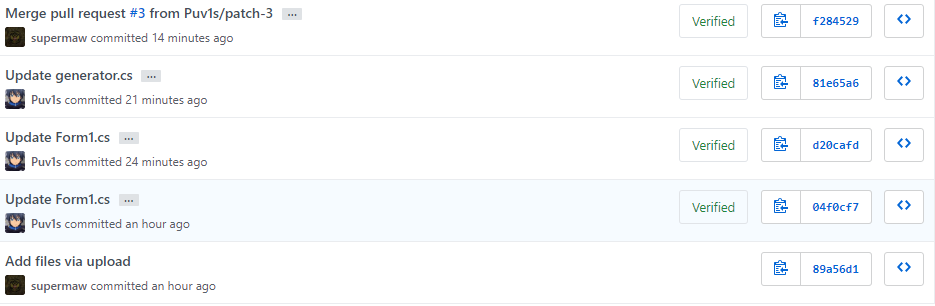 Merge pull request #3 from Puv1s/patch-3 ...
supermaw committed 14 minutes ago
Verified
f284529
Update generator.cs ...
Puv1s committed 21 minutes ago
Verified
81e65a6
Update Form1.cs ...
Puv1s committed 24 minutes ago
Verified
d20cafd
Update Form1.cs ...
Puv1s committed an hour ago
Verified
04f0cf7
Add files via upload
supermaw committed an hour ago
89a56d1